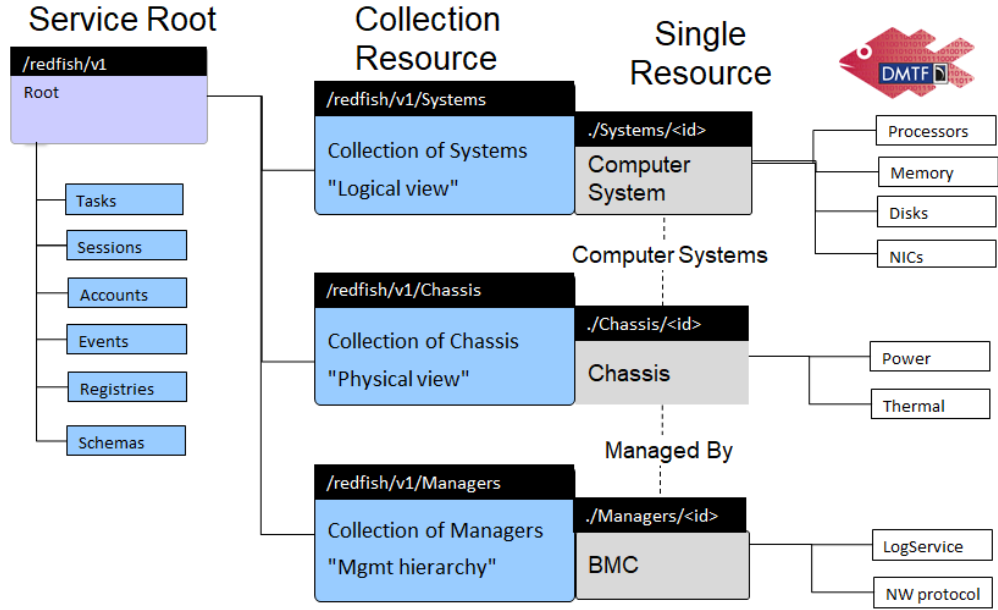 Service Root
Collection
Resource
Single
Resource
DMTF
/redfish/v1
Root
Tasks
Sessions
Accounts
Events
Registries
Schemas
/redfish/v1/Systems
Collection of Systems
"Logical view"
./Systems/<id>
Computer
System
Processors
Memory
Disks
NICs
Computer Systems
/redfish/v1/Chassis
Collection of Chassis
"Physical view"
./Chassis/<id>
Chassis
Power
Thermal
Managed By
/redfish/v1/Managers
Collection of Managers
"Mgmt hierarchy"
./Managers/<id>
BMC
LogService
NW protocol